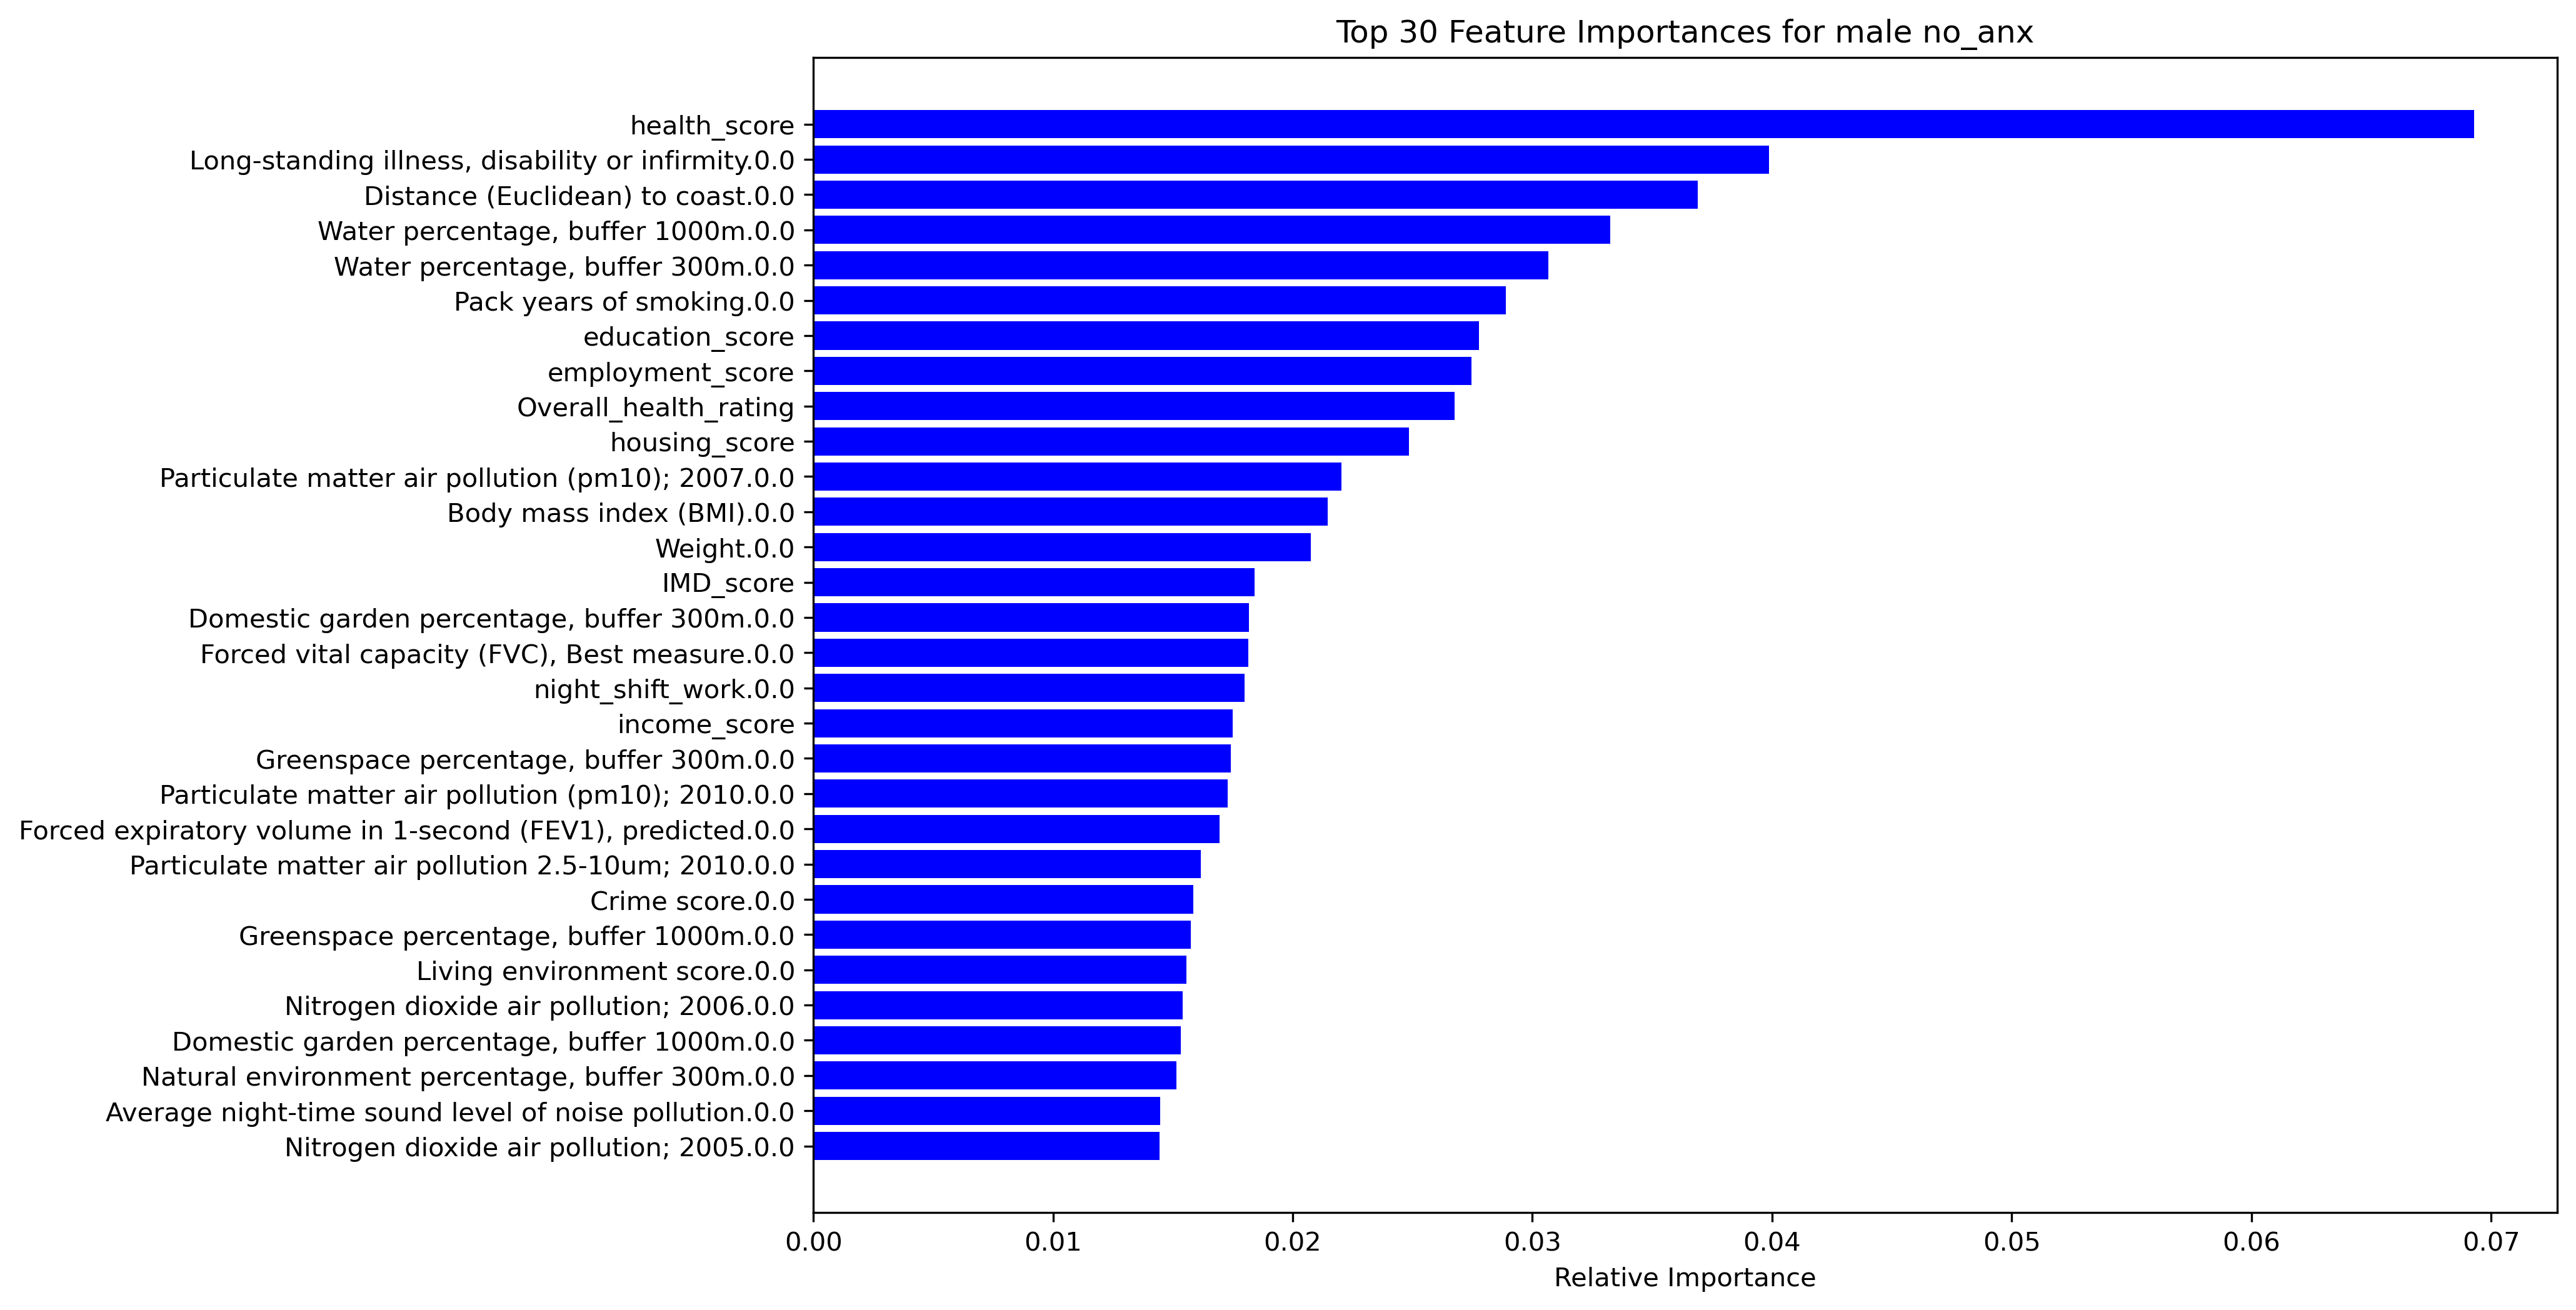 Top 30 Feature Importances for male no_anx
health_score
Long-standing illness, disability or infirmity.0.0
Distance (Euclidean) to coast.0.0
Water percentage, buffer 1000m.0.0
Water percentage, buffer 300m.0.0
Pack years of smoking.0.0
education_score
employment_score
Overall_health_rating
housing_score
Particulate matter air pollution (pm10); 2007.0.0
Body mass index (BMI).0.0
Weight.0.0
IMD_score
Domestic garden percentage, buffer 300m.0.0
Forced vital capacity (FVC), Best measure.0.0
night_shift_work.0.0
income_score
Greenspace percentage, buffer 300m.0.0
Particulate matter air pollution (pm10); 2010.0.0
Forced expiratory volume in 1-second (FEV1), predicted.0.0
Particulate matter air pollution 2.5-10um; 2010.0.0
Crime score.0.0
Greenspace percentage, buffer 1000m.0.0
Living environment score.0.0
Nitrogen dioxide air pollution; 2006.0.0
Domestic garden percentage, buffer 1000m.0.0
Natural environment percentage, buffer 300m.0.0
Average night-time sound level of noise pollution.0.0
Nitrogen dioxide air pollution; 2005.0.0
0.00 0.01 0.02 0.03 0.04 0.05 0.06 0.07
Relative Importance